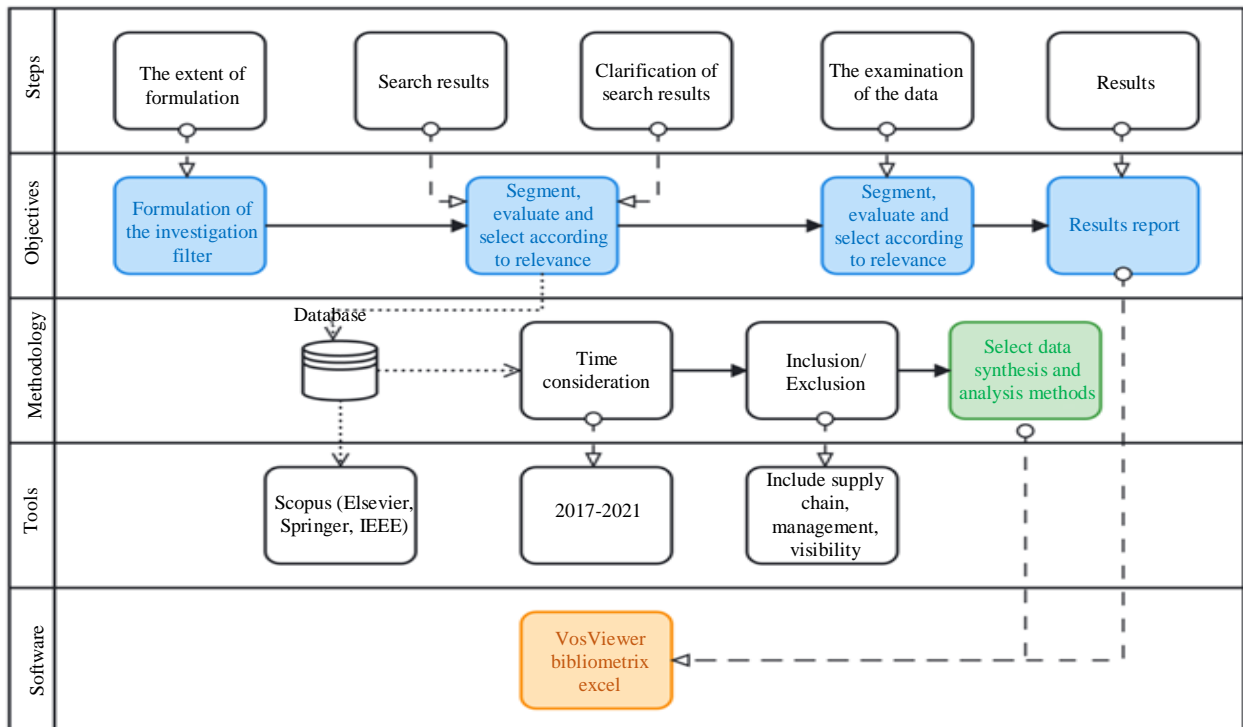 Steps
The extent of
formulation
Search results
Clarification of
search results
The examination
of the data
Results
Objectives
Formulation of
the investigation
filter
Segment,
evaluate and
select according
to relevance
Segment,
evaluate and
select according
to relevance
Results report
Methodology
Database
Time
consideration
Inclusion/
Exclusion
Select data
synthesis and
analysis methods
Tools
Scopus (Elsevier,
Springer, IEEE)
2017-2021
Include supply
chain,
management,
visibility
Software
VosViewer
bibliometrix
excel